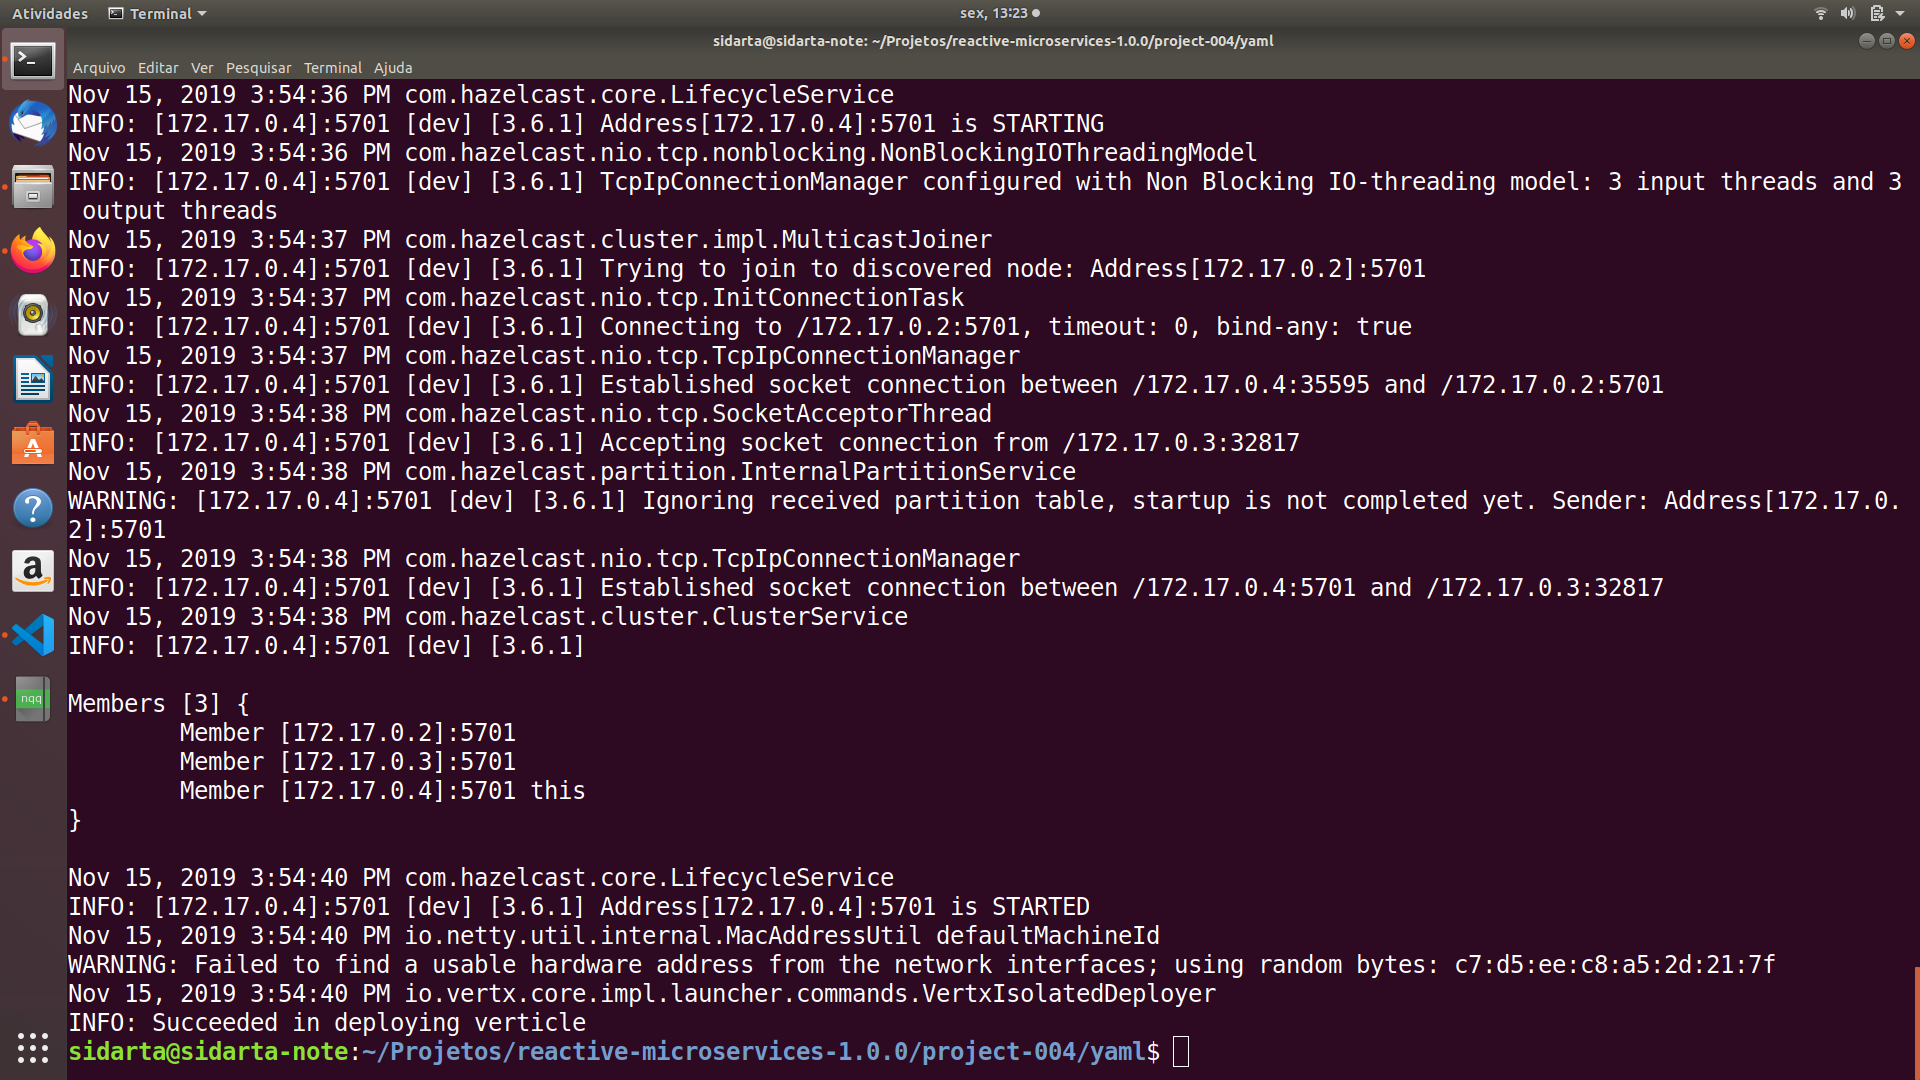 Atividades Terminal sex, 13:23
sidarta@sidarta-note: ~/Projetos/reactive-microservices-1.0.0/project-004/yaml
Arquivo Editar Ver Pesquisar Terminal Ajuda
Nov 15, 2019 3:54:36 PM com.hazelcast.core.LifecycleService
INFO: [172.17.0.4]:5701 [dev] [3.6.1] Address[172.17.0.4]:5701 is STARTING
Nov 15, 2019 3:54:36 PM com.hazelcast.nio.tcp.nonblocking.NonBlockingIOThreadingModel
INFO: [172.17.0.4]:5701 [dev] [3.6.1] TcpIpConnectionManager configured with Non Blocking IO-threading model: 3 input threads and 3
 output threads
Nov 15, 2019 3:54:37 PM com.hazelcast.cluster.impl.MulticastJoiner
INFO: [172.17.0.4]:5701 [dev] [3.6.1] Trying to join to discovered node: Address[172.17.0.2]:5701
Nov 15, 2019 3:54:37 PM com.hazelcast.nio.tcp.InitConnectionTask
INFO: [172.17.0.4]:5701 [dev] [3.6.1] Connecting to /172.17.0.2:5701, timeout: 0, bind-any: true
Nov 15, 2019 3:54:37 PM com.hazelcast.nio.tcp.TcpIpConnectionManager
INFO: [172.17.0.4]:5701 [dev] [3.6.1] Established socket connection between /172.17.0.4:35595 and /172.17.0.2:5701
Nov 15, 2019 3:54:38 PM com.hazelcast.nio.tcp.SocketAcceptorThread
INFO: [172.17.0.4]:5701 [dev] [3.6.1] Accepting socket connection from /172.17.0.3:32817
Nov 15, 2019 3:54:38 PM com.hazelcast.partition.InternalPartitionService
WARNING: [172.17.0.4]:5701 [dev] [3.6.1] Ignoring received partition table, startup is not completed yet. Sender: Address[172.17.0.
2]:5701
Nov 15, 2019 3:54:38 PM com.hazelcast.nio.tcp.TcpIpConnectionManager
INFO: [172.17.0.4]:5701 [dev] [3.6.1] Established socket connection between /172.17.0.4:5701 and /172.17.0.3:32817
Nov 15, 2019 3:54:38 PM com.hazelcast.cluster.ClusterService
INFO: [172.17.0.4]:5701 [dev] [3.6.1]
Members [3] {
Member [172.17.0.2]:5701
Member [172.17.0.3]:5701
Member [172.17.0.4]:5701 this
}
Nov 15, 2019 3:54:40 PM com.hazelcast.core.LifecycleService
INFO: [172.17.0.4]:5701 [dev] [3.6.1] Address[172.17.0.4]:5701 is STARTED
Nov 15, 2019 3:54:40 PM io.netty.util.internal.MacAddressUtil defaultMachineId
WARNING: Failed to find a usable hardware address from the network interfaces; using random bytes: c7:d5:ee:c8:a5:2d:21:7f
Nov 15, 2019 3:54:40 PM io.vertx.core.impl.launcher.commands.VertxIsolatedDeployer
INFO: Succeeded in deploying verticle
sidarta@sidarta-note:~/Projetos/reactive-microservices-1.0.0/project-004/yaml$
nqq